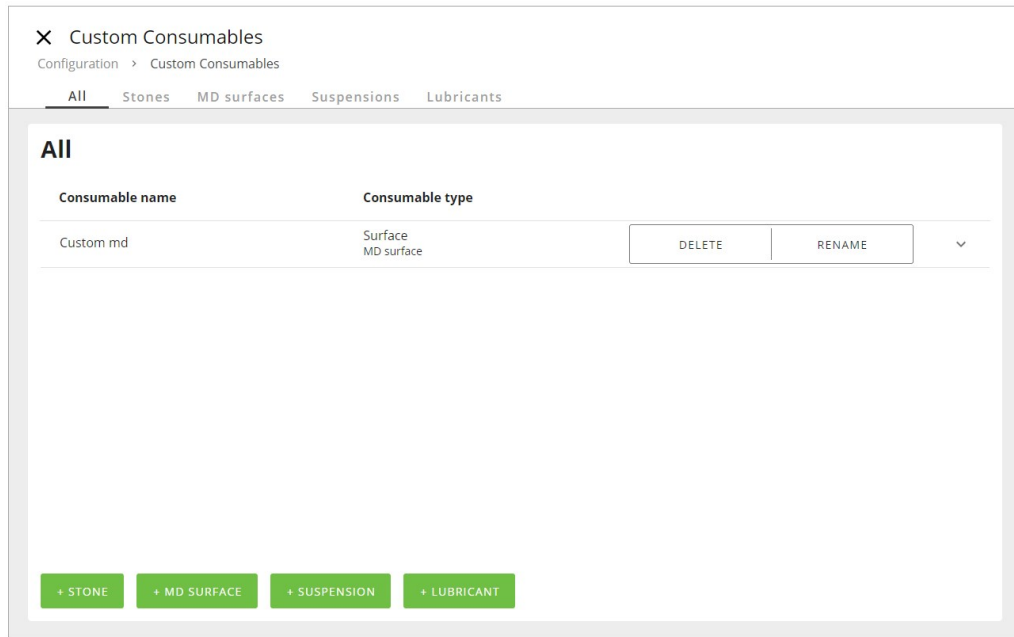 Custom Consumables
Configuration > Custom Consumables
All Stones MD surfaces Suspensions Lubricants
All
Consumable name Consumable type
Custom md Surface DELETE RENAME
MD surface
+ STONE + MD SURFACE + SUSPENSION + LUBRICANT